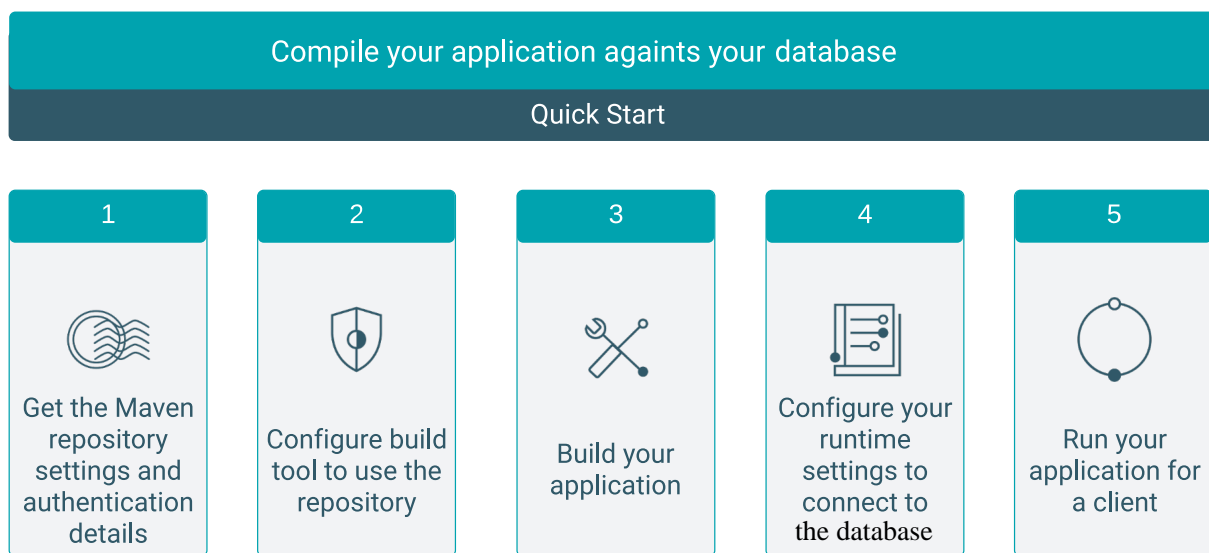 Compile your application againts your database
Quick Start
1
Get the Maven
repository
settings and
authentication
details
2
Configure build
tool to use the
repository
3
Build your
application
4
Configure your
runtime
settings to
connect to
the database
5
Run your
application for
a client